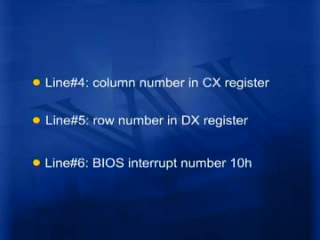 Line#4: column number in CX register
Line#5: row number in DX register
Line#6: BIOS interrupt number 10h